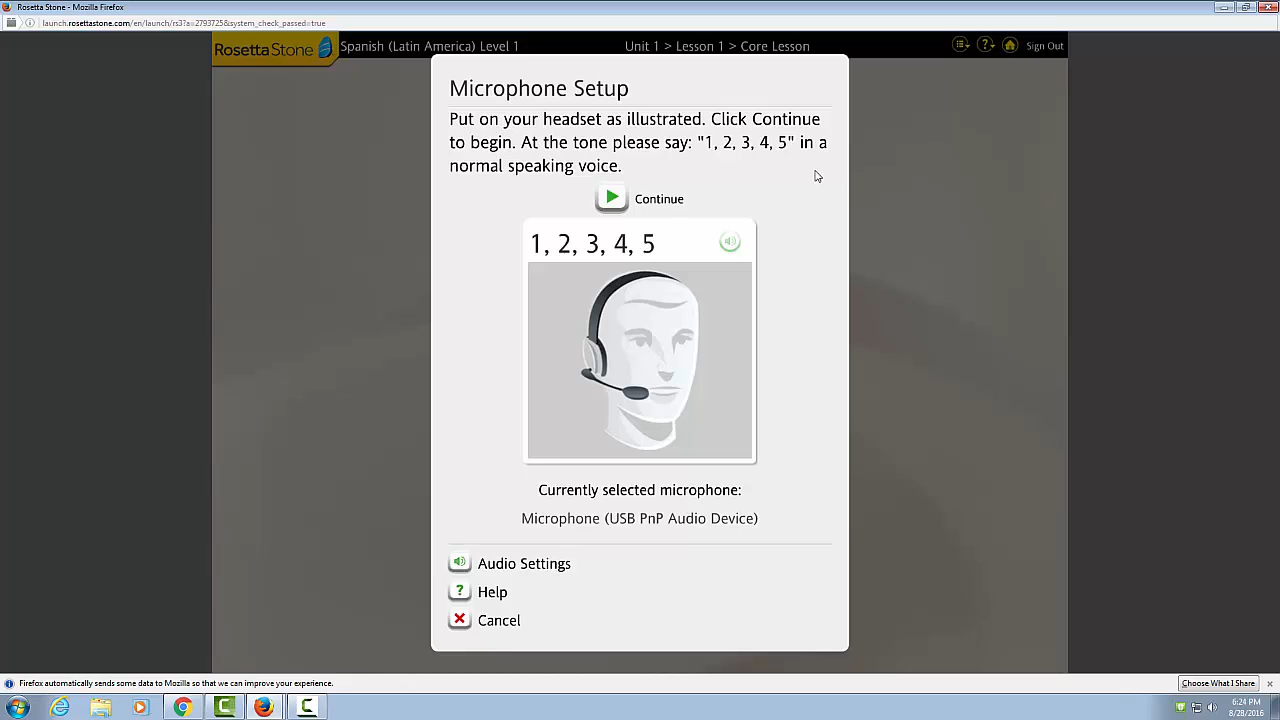 Rosetta Stone - Mozilla Firefox
launch.rosettastone.com/en/launch/rs3?a=2793725&system_check_passed=true
RosettaStone Spanish (Latin America) Level 1 Unit 1 > Lesson 1 > Core Lesson ? Sign Out
Microphone Setup
Put on your headset as illustrated. Click Continue
to begin. At the tone please say: "1, 2, 3, 4, 5" in a
normal speaking voice.
Continue
1, 2, 3, 4, 5
Currently selected microphone:
Microphone (USB PnP Audio Device)
Audio Settings
? Help
Cancel
Firefox automatically sends some data to Mozilla so that we can improve your experience.
Choose What I Share
6:24 PM
8/28/2016